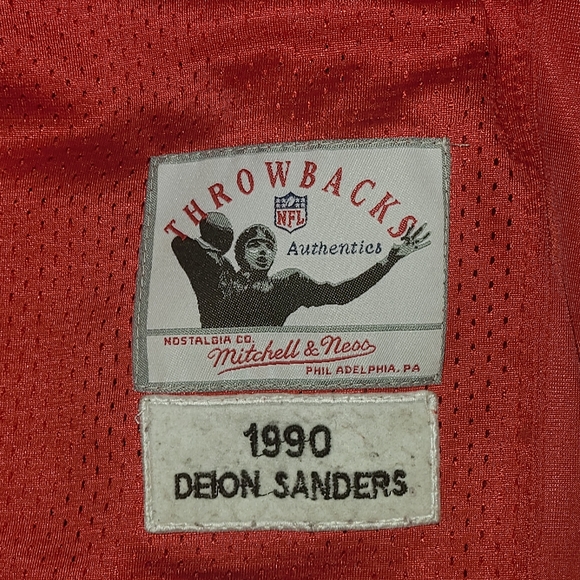 THROWBACKS
NFL
Authentics
NOSTALGIA CO.
Mitchell & Ness
PHILADELPHIA, PA
1990
DEION SANDERS